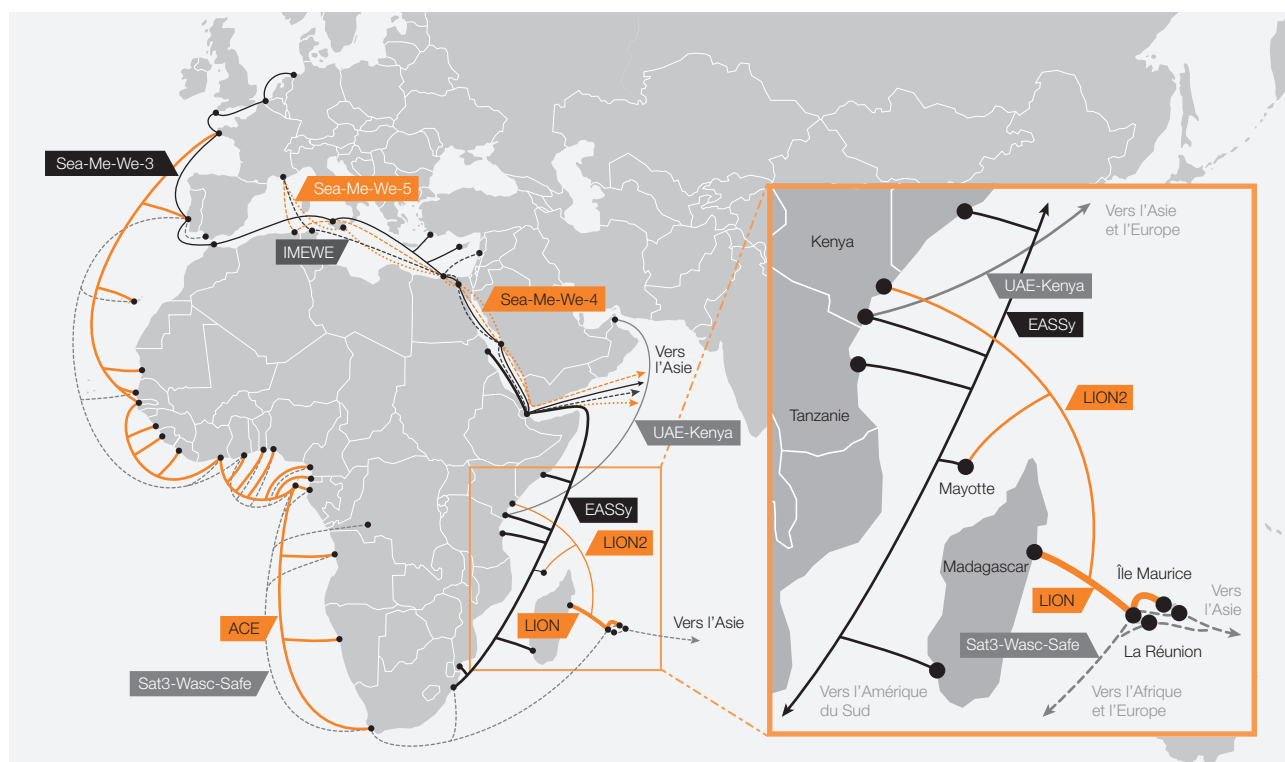 Sea-Me-We-3
Sea-Me-We-5
IMEWE
Sea-Me-We-4
Vers
l'Asie
UAE-Kenya
EASSy
LION2
LION
Vers l'Asie
ACE
Sat3-Wasc-Safe
Vers l'Asie
et l'Europe
Kenya
UAE-Kenya
EASSy
LION2
Tanzanie
Mayotte
Madagascar
Île Maurice
LION
Vers
l'Asie
Sat3-Wasc-Safe
La Réunion
Vers l'Amérique
du Sud
Vers l'Afrique
et l'Europe